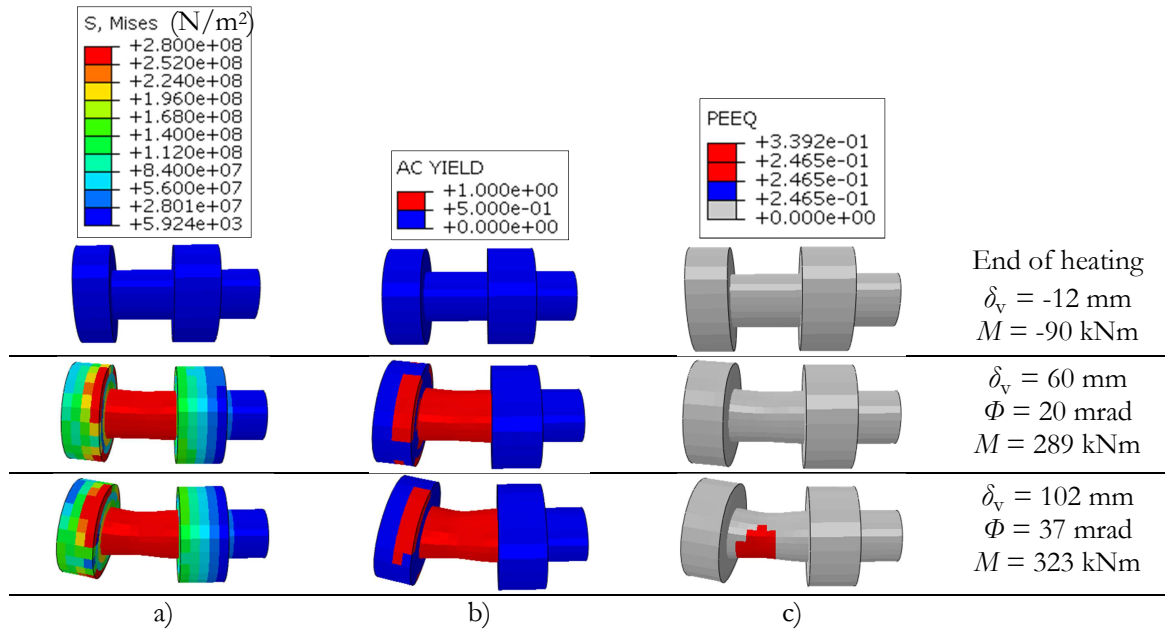 S, Mises (N/m²)
+2.800e+08
+2.520e+08
+2.240e+08
+1.960e+08
+1.680e+08
+1.400e+08
+1.120e+08
+8.400e+07
+5.600e+07
+2.801e+07
+5.924e+03
AC YIELD
+1.000e+00
+5.000e-01
+0.000e+00
PEEQ
+3.392e-01
+2.465e-01
+2.465e-01
+2.465e-01
+0.000e+00
End of heating
δv = -12 mm
M = -90 kNm
δv = 60 mm
Φ = 20 mrad
M = 289 kNm
δv = 102 mm
Φ = 37 mrad
M = 323 kNm
a) b) c)